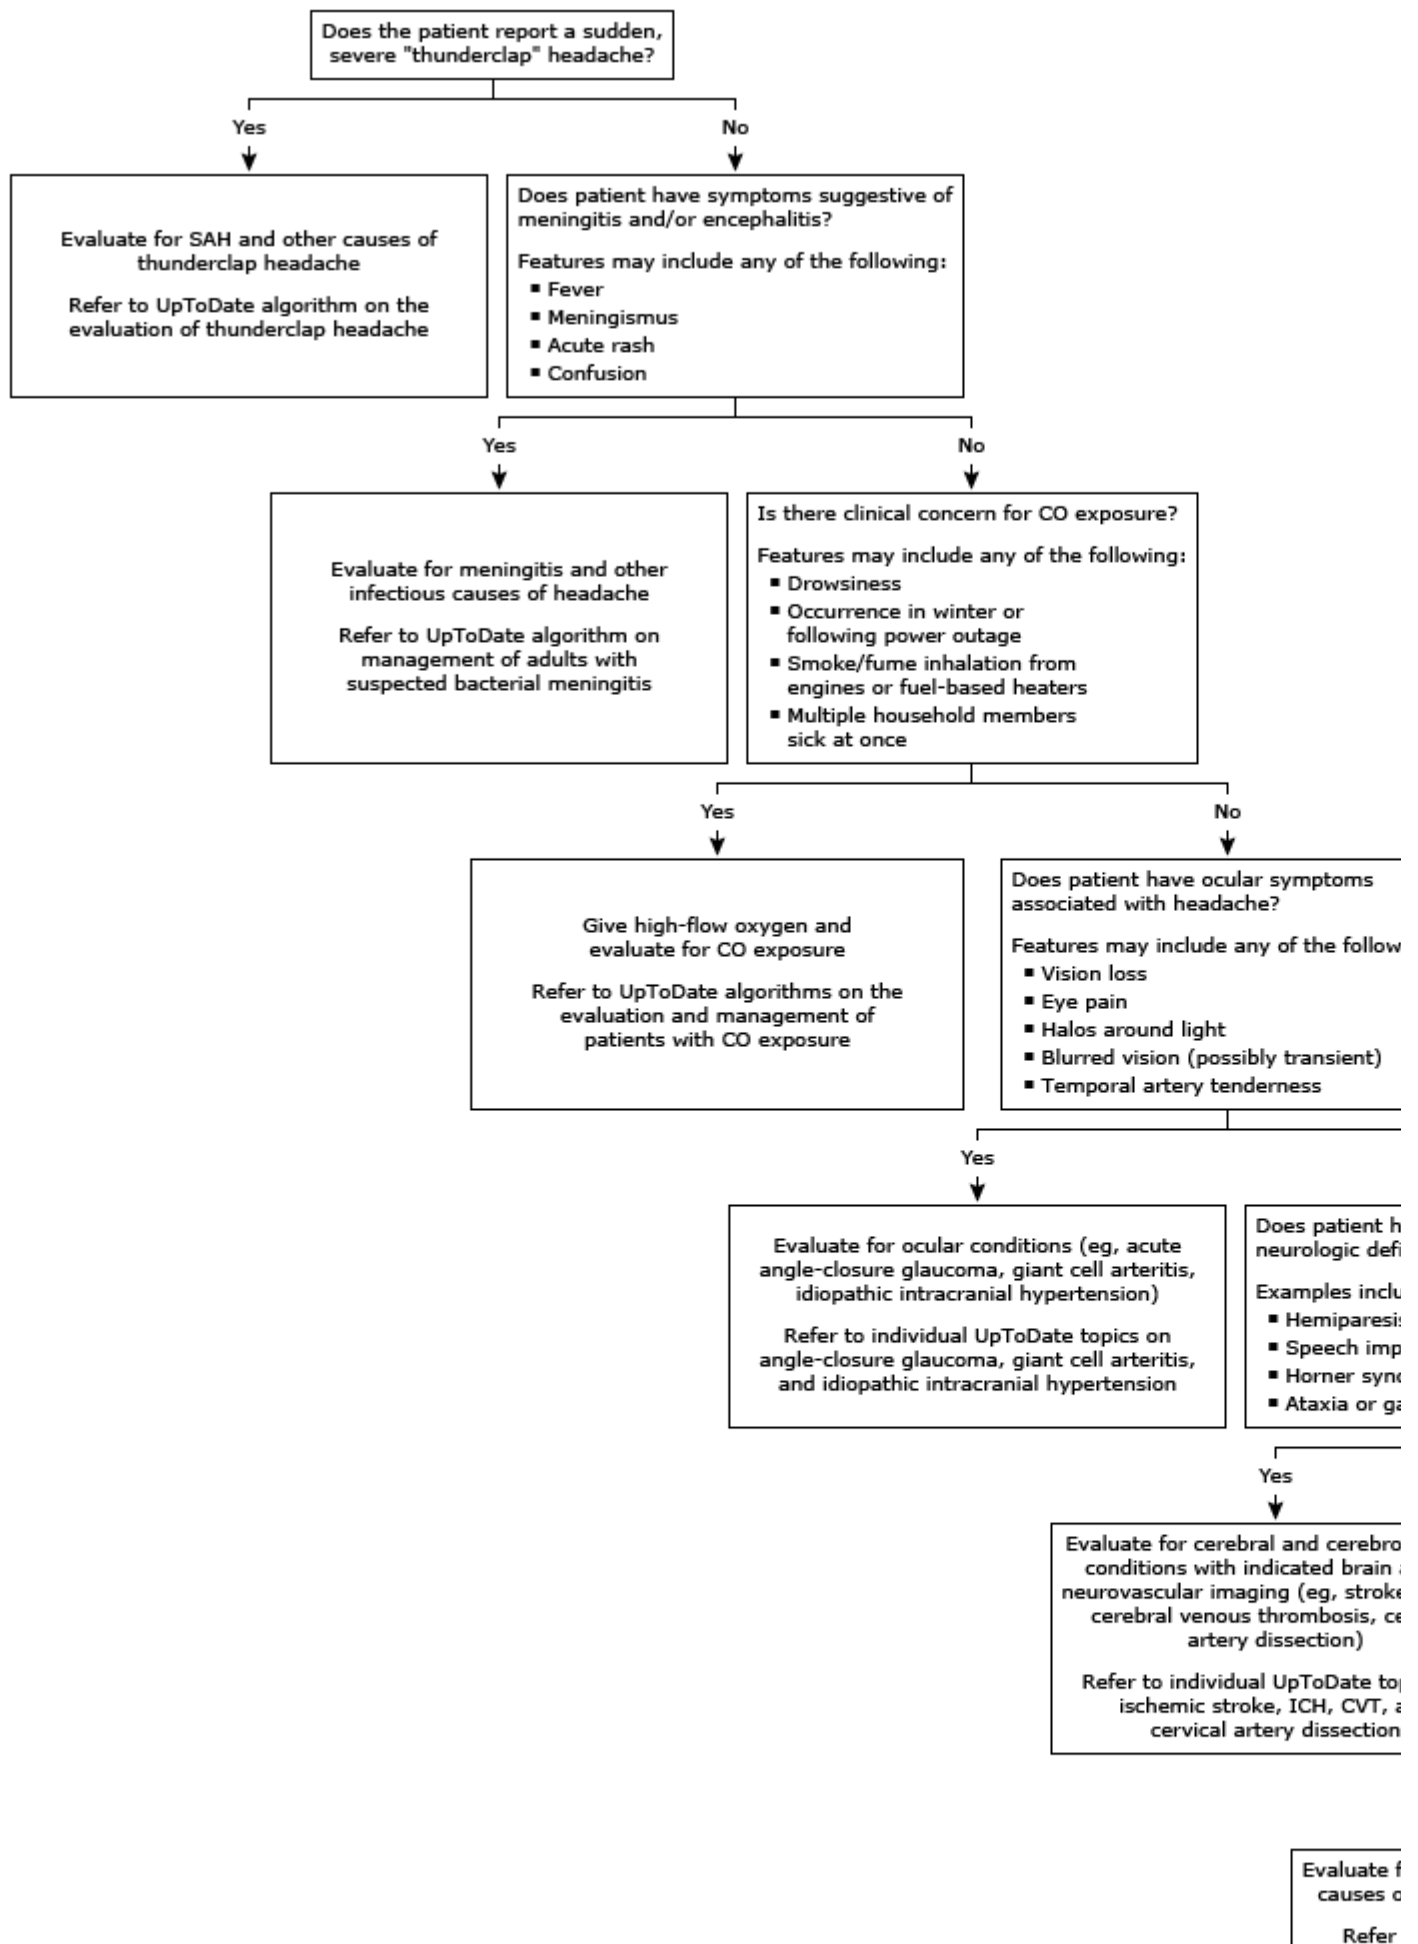 Does the patient report a sudden,
severe "thunderclap" headache?
Yes
No
Evaluate for SAH and other causes of
thunderclap headache
Refer to UpToDate algorithm on the
evaluation of thunderclap headache
Does patient have symptoms suggestive of
meningitis and/or encephalitis?
Features may include any of the following:
▪ Fever
▪ Meningismus
▪ Acute rash
▪ Confusion
Yes
No
Evaluate for meningitis and other
infectious causes of headache
Refer to UpToDate algorithm on
management of adults with
suspected bacterial meningitis
Is there clinical concern for CO exposure?
Features may include any of the following:
▪ Drowsiness
▪ Occurrence in winter or
following power outage
▪ Smoke/fume inhalation from
engines or fuel-based heaters
▪ Multiple household members
sick at once
Yes
No
Give high-flow oxygen and
evaluate for CO exposure
Refer to UpToDate algorithms on the
evaluation and management of
patients with CO exposure
Does patient have ocular symptoms
associated with headache?
Features may include any of the
▪ Vision loss
▪ Eye pain
▪ Halos around light
▪ Blurred vision (possibly transient)
▪ Temporal artery tenderness
Yes
Evaluate for ocular conditions (eg, acute
angle-closure glaucoma, giant cell arteritis,
idiopathic intracranial hypertension)
Refer to individual UpToDate topics on
angle-closure glaucoma, giant cell arteritis,
and idiopathic intracranial hypertension
Does patient
neurologic
Examples
▪ Hemiparesis
▪ Speech
▪ Horner
▪ Ataxia or
Yes
Evaluate for cerebral and
conditions with indicated brain
neurovascular imaging (eg, stroke
cerebral venous thrombosis,
artery dissection)
Refer to individual UpToDate
ischemic stroke, ICH, CVT,
cervical artery dissection
Evaluate
causes
Refer